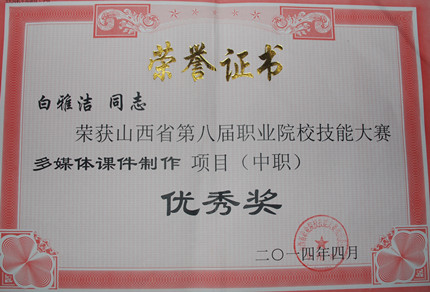 荣誉证书
白雅洁 同志
荣获山西省第八届职业院校技能大赛
多媒体课件制作 项目（中职）
优秀奖
二〇一四年四月